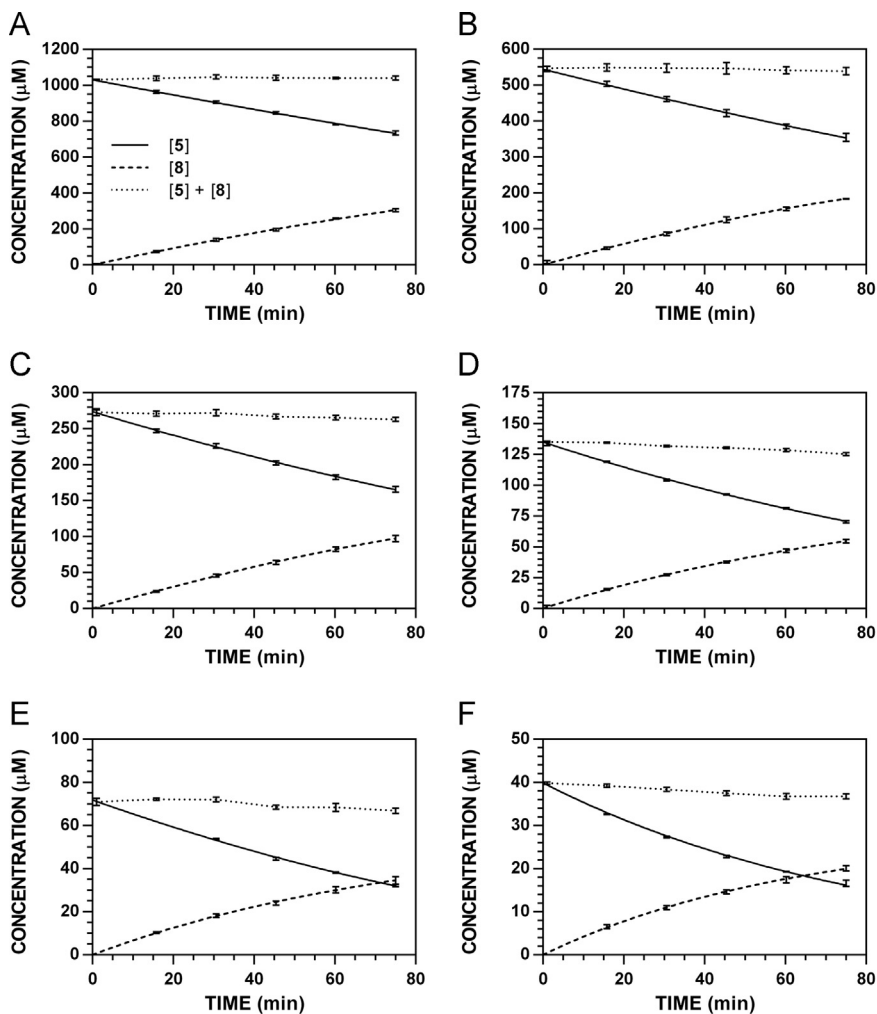 A
CONCENTRATION (µM)
1200
1000
800
600
400
200
0
[5]
[8]
[5] + [8]
0 20 40 60 80
TIME (min)
B
CONCENTRATION (µM)
600
500
400
300
200
100
0
0 20 40 60 80
TIME (min)
C
CONCENTRATION (µM)
300
250
200
150
100
50
0
0 20 40 60 80
TIME (min)
D
CONCENTRATION (µM)
175
150
125
100
75
50
25
0
0 20 40 60 80
TIME (min)
E
CONCENTRATION (µM)
100
80
60
40
20
0
0 20 40 60 80
TIME (min)
F
CONCENTRATION (µM)
50
40
30
20
10
0
0 20 40 60 80
TIME (min)